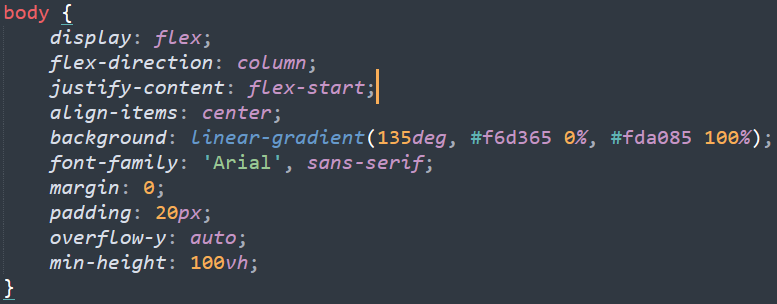 body {
    display: flex;
    flex-direction: column;
    justify-content: flex-start;
    align-items: center;
    background: linear-gradient(135deg, #f6d365 0%, #fda085 100%);
    font-family: 'Arial', sans-serif;
    margin: 0;
    padding: 20px;
    overflow-y: auto;
    min-height: 100vh;
}